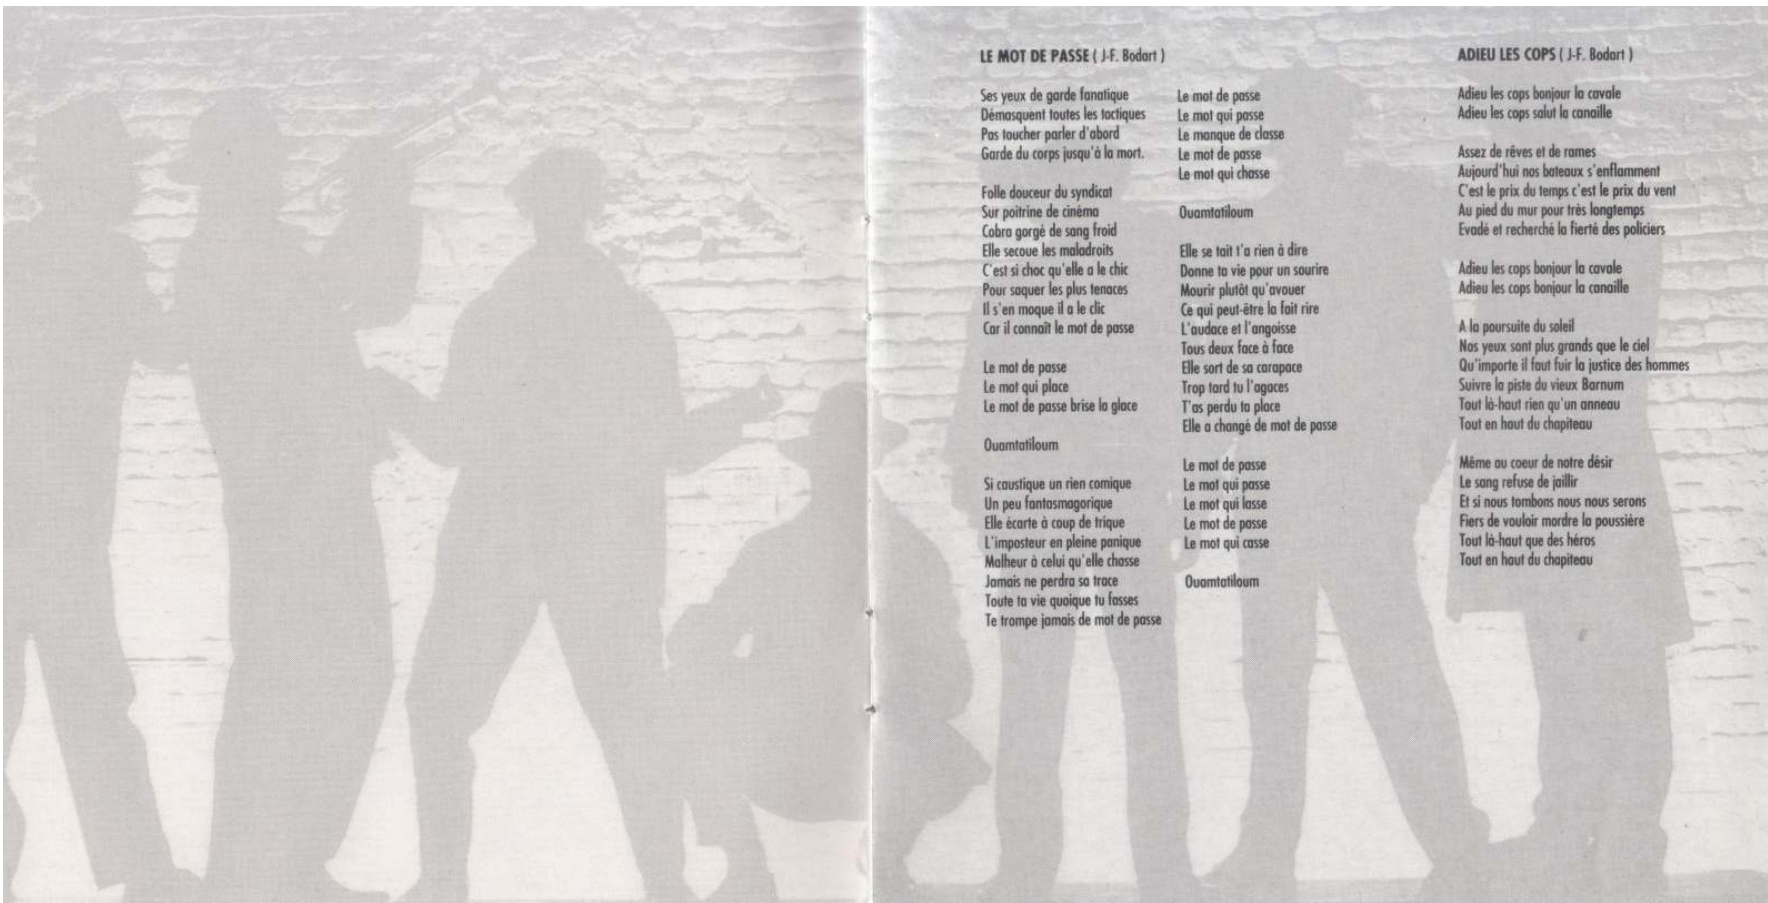 LE MOT DE PASSE ( J-F. Bodart )

Ses yeux de garde fanatique
Démasquent toutes les tactiques
Pas toucher parler d'abord
Garde du corps jusqu'à la mort.

Folle douceur du syndicat
Sur poitrine de cinéma
Cobra gorgé de sang froid
Elle secoue les maladroits
C'est si choc qu'elle a le chic
Pour saquer les plus tenaces
Il s'en moque il a le clic
Car il connaît le mot de passe

Le mot de passe
Le mot qui place
Le mot de passe brise la glace

Ouamtatiloum

Si caustique un rien comique
Un peu fantasmagorique
Elle écarte à coup de trique
L'imposteur en pleine panique
Malheur à celui qu'elle chasse
Jamais ne perdra sa trace
Toute ta vie quoique tu fasses
Te trompe jamais de mot de passe

Le mot de passe
Le mot qui passe
Le manque de classe
Le mot de passe
Le mot qui chasse

Ouamtatiloum

Elle se tait t'a rien à dire
Donne ta vie pour un sourire
Mourir plutôt qu'avouer
Ce qui peut-être la fait rire
L'audace et l'angoisse
Tous deux face à face
Elle sort de sa carapace
Trop tard tu l'agaces
T'as perdu ta place
Elle a changé de mot de passe

Le mot de passe
Le mot qui passe
Le mot qui lasse
Le mot de passe
Le mot qui casse

Ouamtatiloum

ADIEU LES COPS ( J-F. Bodart )

Adieu les cops bonjour la cavale
Adieu les cops salut la canaille

Assez de rêves et de rames
Aujourd'hui nos bateaux s'enflamment
C'est le prix du temps c'est le prix du vent
Au pied du mur pour très longtemps
Evadé et recherché la fierté des policiers

Adieu les cops bonjour la cavale
Adieu les cops bonjour la canaille

A la poursuite du soleil
Nos yeux sont plus grands que le ciel
Qu'importe il faut fuir la justice des hommes
Suivre la piste du vieux Barnum
Tout là-haut rien qu'un anneau
Tout en haut du chapiteau

Même au coeur de notre désir
Le sang refuse de jaillir
Et si nous tombons nous nous serons
Fiers de vouloir mordre la poussière
Tout là-haut que des héros
Tout en haut du chapiteau